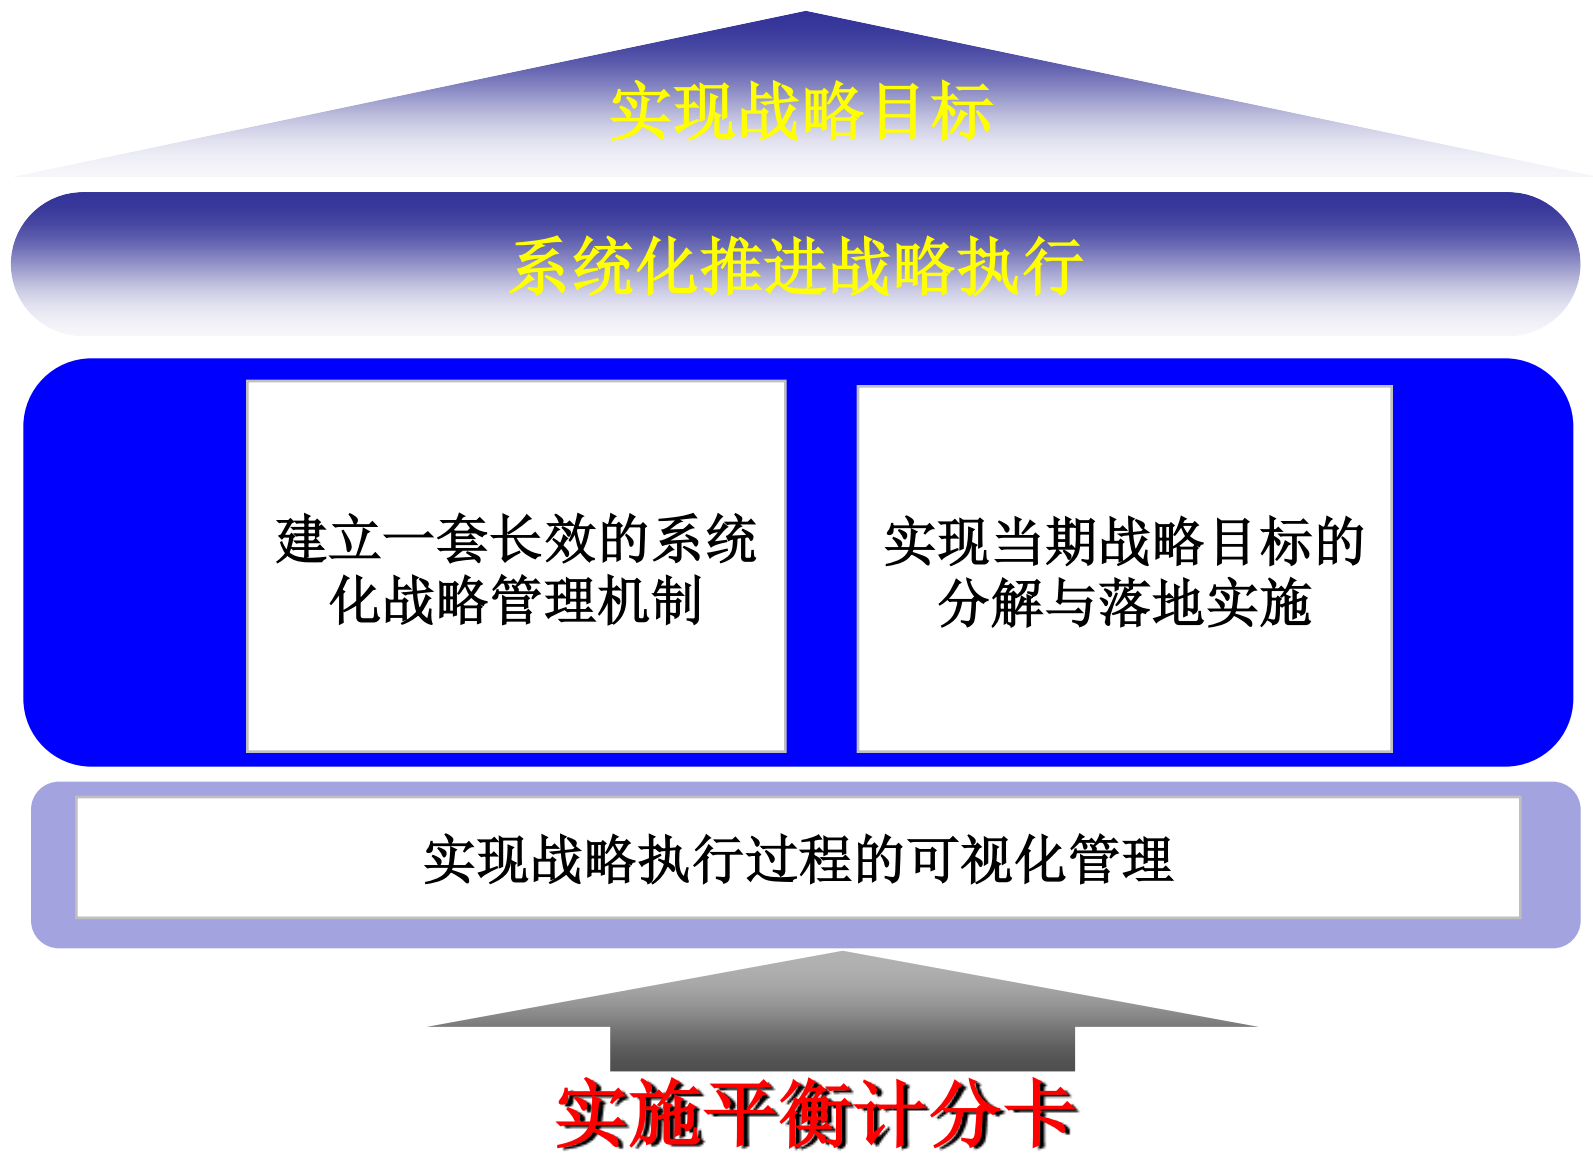 实现战略目标
系统化推进战略执行
建立一套长效的系统
化战略管理机制
实现当期战略目标的
分解与落地实施
实现战略执行过程的可视化管理
实施平衡计分卡